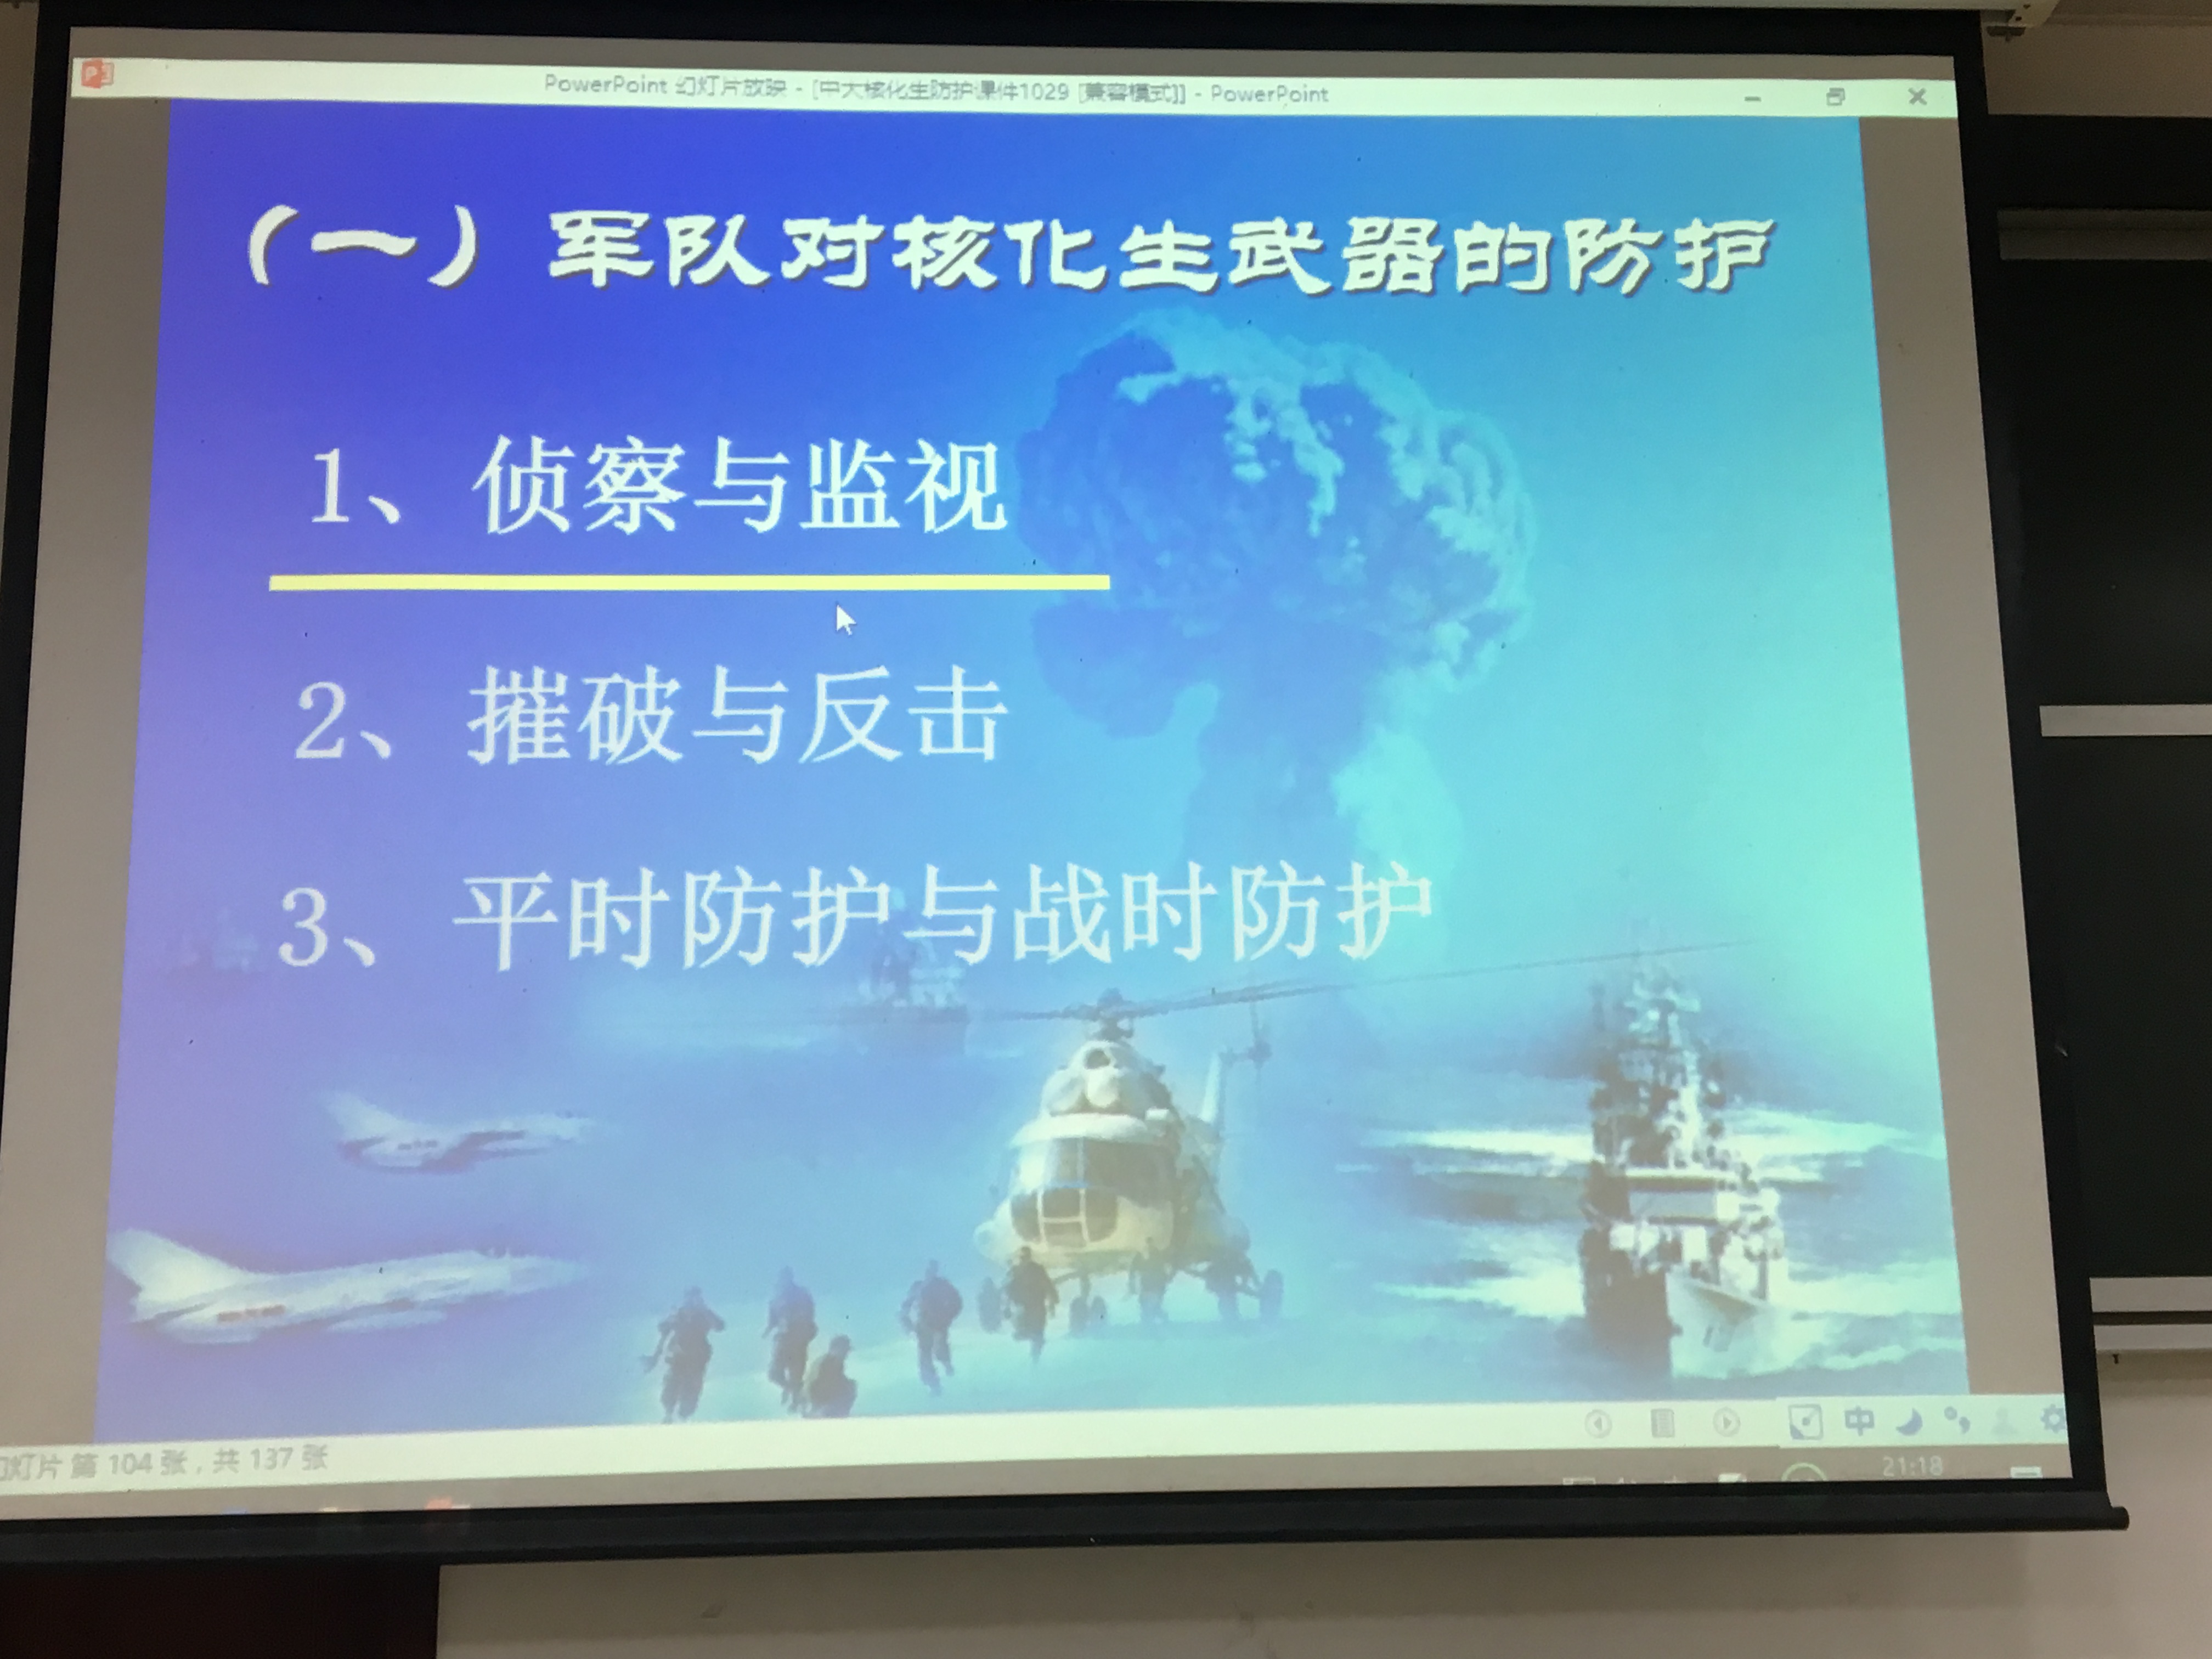 PowerPoint 幻灯片放映 - [中大核化生防护课件1029 [兼容模式]] - PowerPoint
（一）军队对核化生武器的防护
1、侦察与监视
2、摧破与反击
3、平时防护与战时防护
中
灯片 第 104 张，共 137 张
21:18